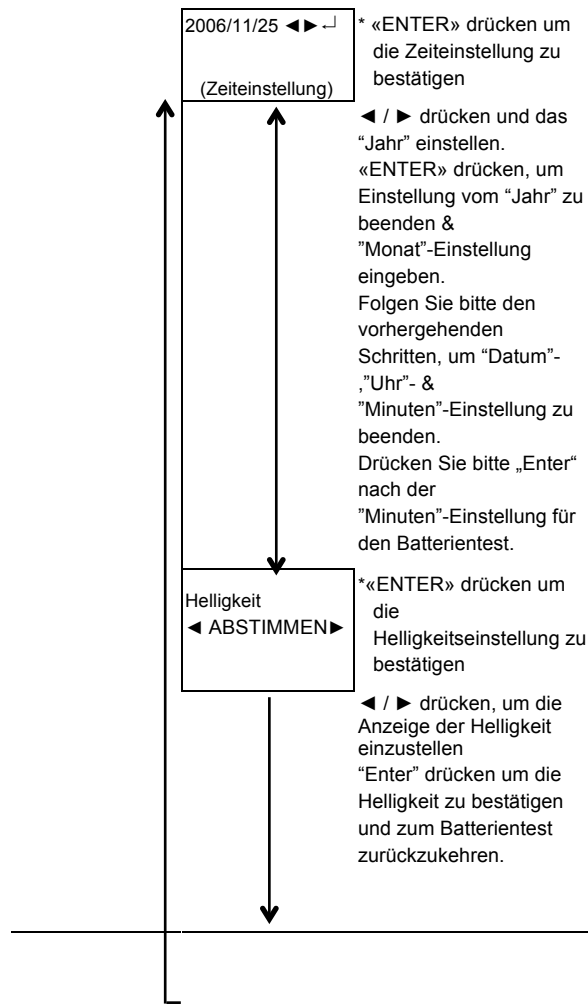 2006/11/25 ◄►↵
(Zeiteinstellung)
* «ENTER» drücken um
die Zeiteinstellung zu
bestätigen
◄ / ► drücken und das
“Jahr” einstellen.
«ENTER» drücken, um
Einstellung vom “Jahr” zu
beenden &
”Monat”-Einstellung
eingeben.
Folgen Sie bitte den
vorhergehenden
Schritten, um “Datum”-
,”Uhr”- &
”Minuten”-Einstellung zu
beenden.
Drücken Sie bitte „Enter“
nach der
”Minuten”-Einstellung für
den Batterientest.
Helligkeit
◄ ABSTIMMEN►
*«ENTER» drücken um
die
Helligkeitseinstellung zu
bestätigen
◄ / ► drücken, um die
Anzeige der Helligkeit
einzustellen
“Enter” drücken um die
Helligkeit zu bestätigen
und zum Batterientest
zurückzukehren.